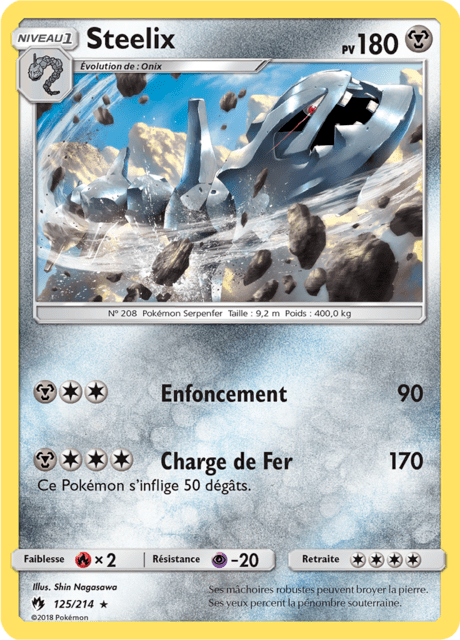 NIVEAU 1
Steelix
PV 180
Évolution de : Onix
N° 208 Pokémon Serpenfer Taille : 9,2 m Poids : 400,0 kg
Enfoncement 90
Charge de Fer 170
Ce Pokémon s’inflige 50 dégâts.
Faiblesse × 2 Résistance -20 Retraite
Illus. Shin Nagasawa
125/214 ★
©2018 Pokémon
Ses mâchoires robustes peuvent broyer la pierre.
Ses yeux percent la pénombre souterraine.